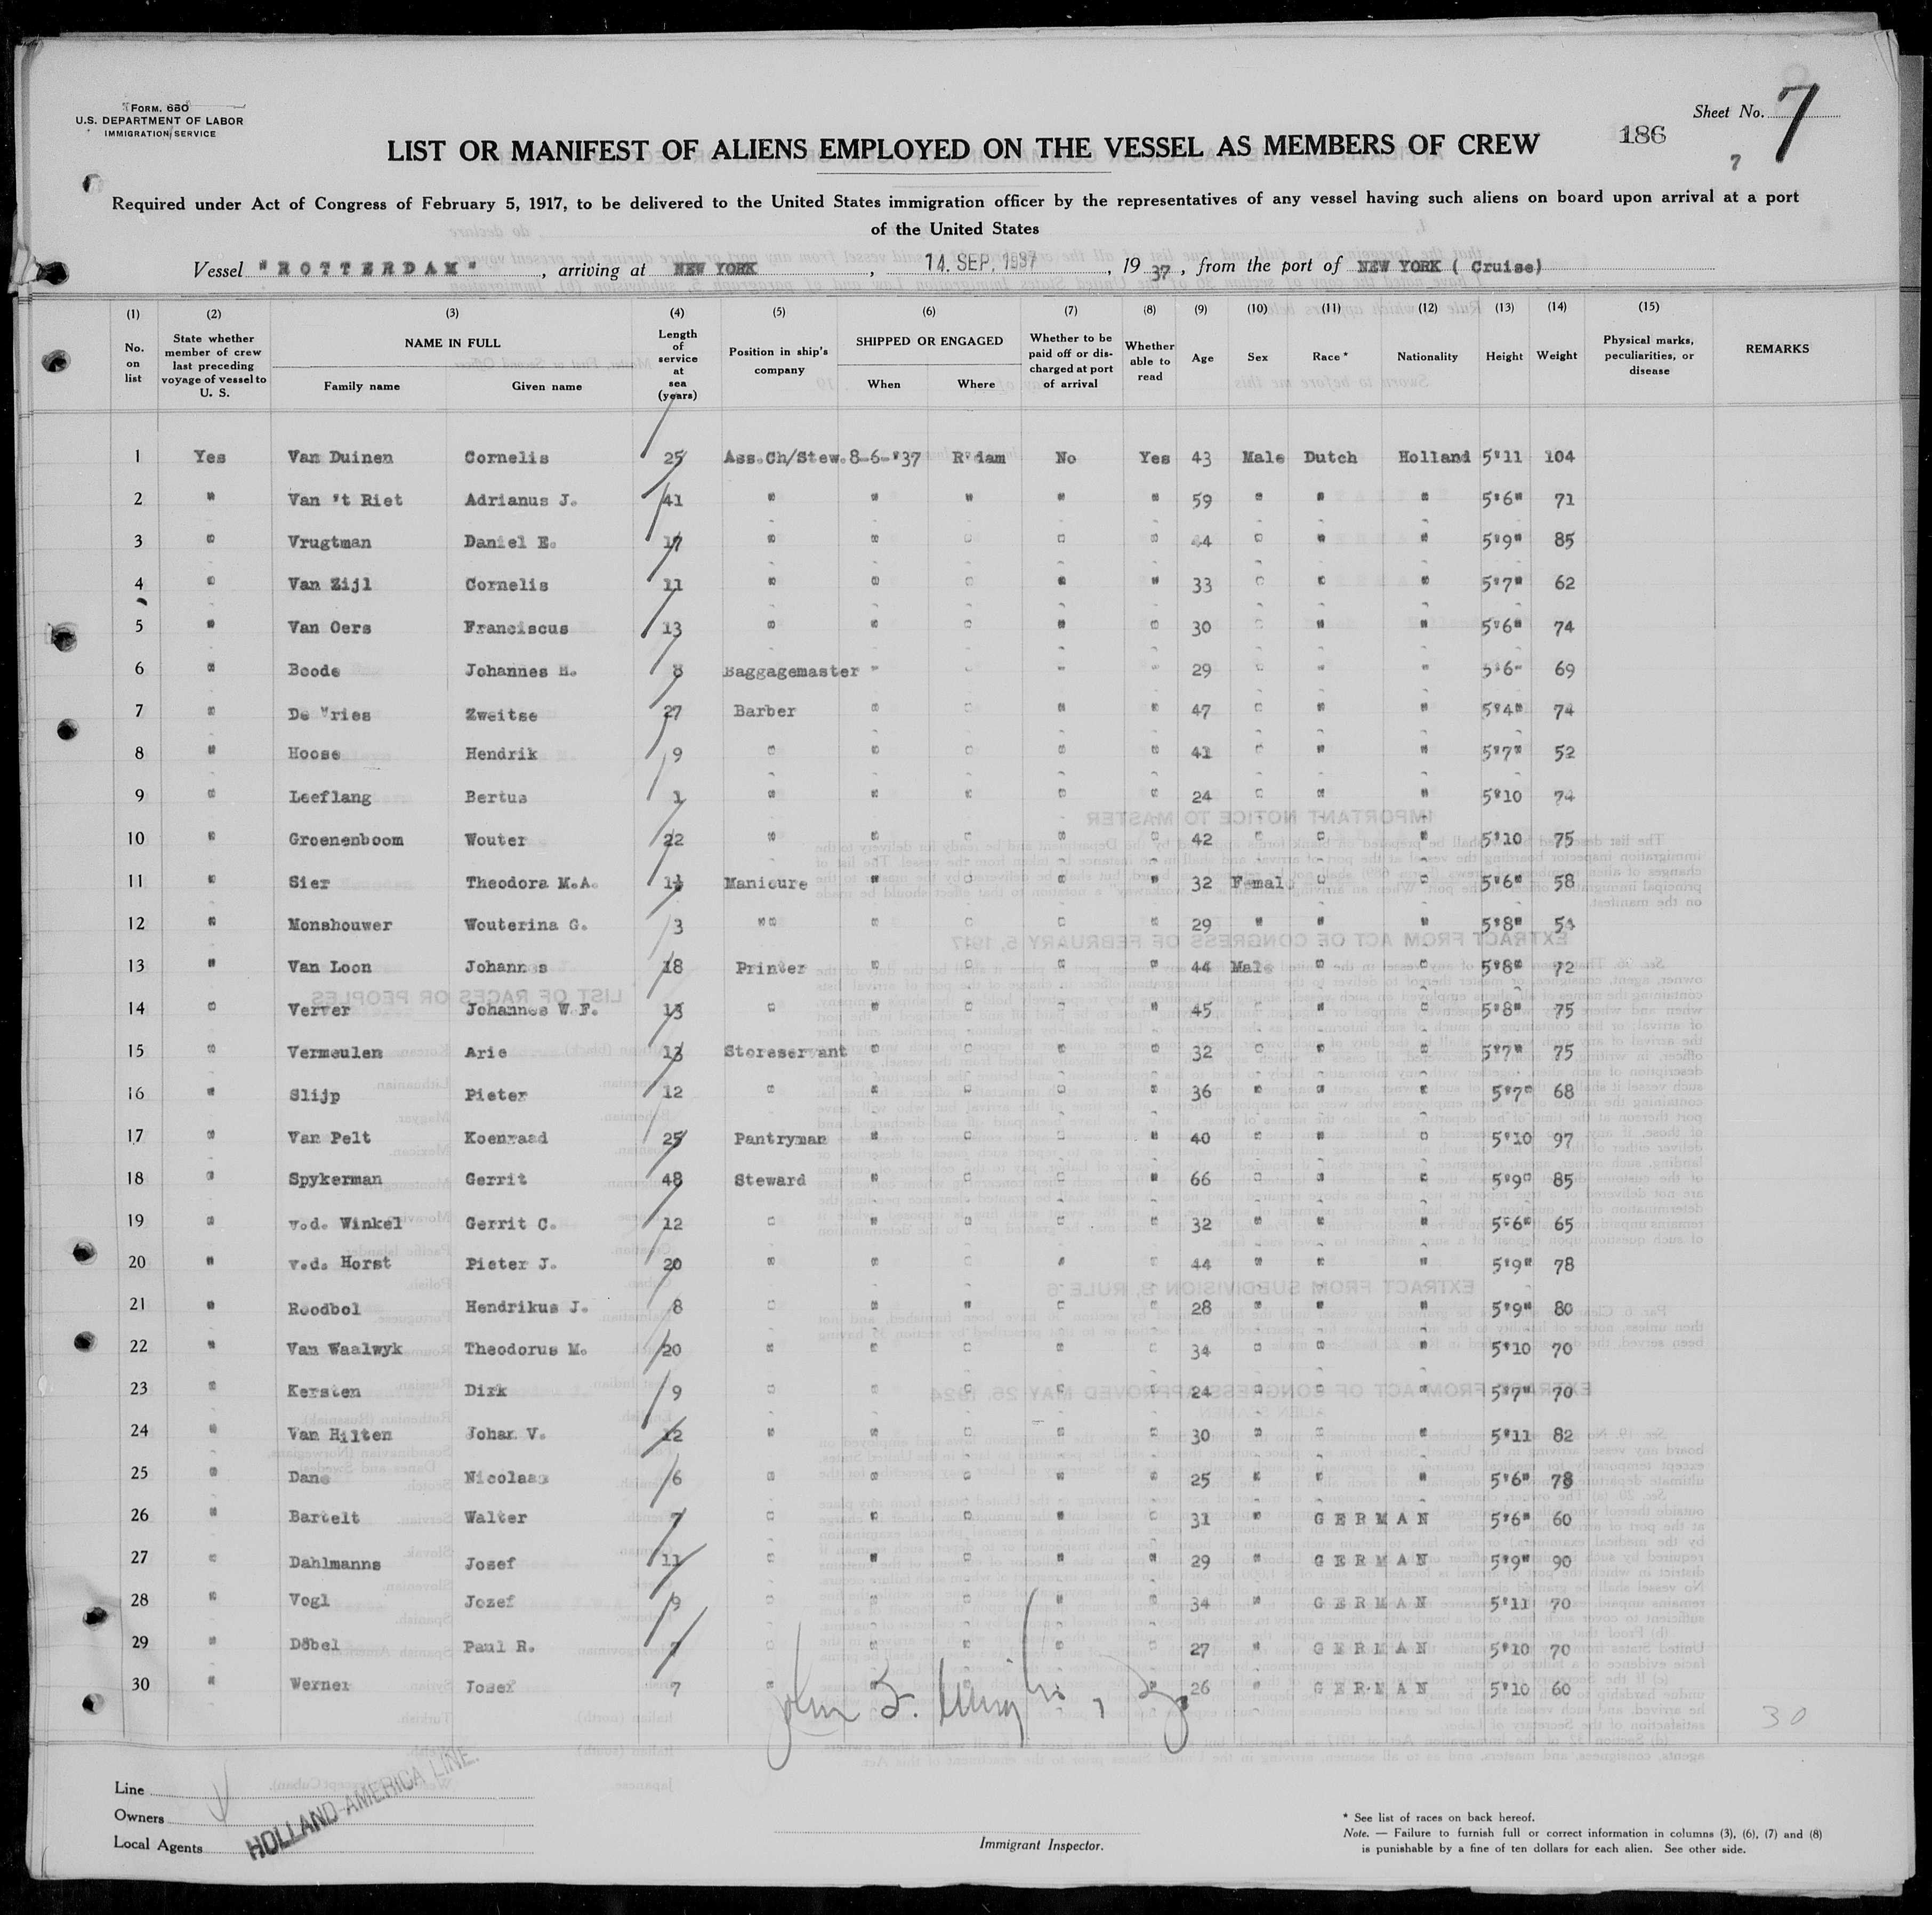 FORM. 680
U.S. DEPARTMENT OF LABOR
IMMIGRATION SERVICE
Sheet No. 7
186
7
LIST OR MANIFEST OF ALIENS EMPLOYED ON THE VESSEL AS MEMBERS OF CREW
Required under Act of Congress of February 5, 1917, to be delivered to the United States immigration officer by the representatives of any vessel having such aliens on board upon arrival at a port
of the United States
Vessel "ROTTERDAM", arriving at NEW YORK, 14. SEP. 1937, 1937, from the port of NEW YORK ( Cruise)
(1) (2) (3) (4) (5) (6) (7) (8) (9) (10) (11) (12) (13) (14) (15)
No. on list State whether member of crew last preceding voyage of vessel to U. S. NAME IN FULL Family name Given name Length of service at sea (years) Position in ship's company SHIPPED OR ENGAGED When Where Whether to be paid off or discharged at port of arrival Whether able to read Age Sex Race* Nationality Height Weight Physical marks, peculiarities, or disease REMARKS
1 Yes Van Duinen Cornelis 25 Ass.Ch/Stew. 8-6-'37 R'dam No Yes 43 Male Dutch Holland 5'11 104
2 " Van 't Riet Adrianus J. 41 " " " " " 59 " " " 5'6" 71
3 " Vrugtman Daniel E. 17 " " " " " 44 " " " 5'9" 85
4 " Van Zijl Cornelis 11 " " " " " 33 " " " 5'7" 62
5 " Van Oers Franciscus 13 " " " " " 30 " " " 5'6" 74
6 " Boode Johannes H. 8 Baggagemaster " " " " 29 " " " 5'6" 69
7 " De Vries Zweitse 27 Barber " " " " 47 " " " 5'4" 74
8 " Hoose Hendrik 9 " " " " " 41 " " " 5'7" 52
9 " Leeflang Bertus 1 " " " " " 24 " " " 5'10 74
10 " Groenenboom Wouter 22 " " " " " 42 " " " 5'10 75
11 " Sier Theodora M.A. Manicure " " " " 32 Femal. " " 5'6" 58
12 " Monshouwer Wouterina G. 3 "" " " " " 29 " " " 5'8" 54
13 " Van Loon Johannes 18 Printer " " " " 44 Male " " 5'8" 72
14 " Verver Johannes W F. 13 " " " " " 45 " " " 5'8" 75
15 " Vermeulen Arie 13 Storeservant " " " " 32 " " " 5'7" 75
16 " Slijp Pieter 12 " " " " " 36 " " " 5'7" 68
17 " Van Pelt Koenraad 25 Pantryman " " " " 40 " " " 5'10 97
18 " Spykerman Gerrit 48 Steward " " " " 66 " " " 5'9" 85
19 " v.d. Winkel Gerrit C. 12 " " " " " 32 " " " 5'6" 65
20 " v.d. Horst Pieter J. 20 " " " " " 44 " " " 5'9" 78
21 " Roodbol Hendrikus J. 8 " " " " " 28 " " " 5'9" 80
22 " Van Waalwyk Theodorus M. 20 " " " " " 34 " " " 5'10 70
23 " Kersten Dirk 9 " " " " " 24 " " " 5'7" 70
24 " Van Hilten Johan V. 12 " " " " " 30 " " " 5'11 82
25 " Dane Nicolaas 6 " " " " " 25 " " " 5'6" 78
26 " Bartelt Walter 7 " " " " " 31 " GERMAN 5'6" 60
27 " Dahlmanns Josef 11 " " " " " 29 " GERMAN 5'9" 90
28 " Vogl Jozef 9 " " " " " 34 " GERMAN 5'11 70
29 " Döbel Paul R. 7 " " " " " 27 " GERMAN 5'10 70
30 " Werner Josef 7 " " " " " 26 " GERMAN 5'10 60
30
Line
Owners
Local Agents
HOLLAND-AMERICA LINE.
Immigrant Inspector.
* See list of races on back hereof.
Note. — Failure to furnish full or correct information in columns (3), (6), (7) and (8)
is punishable by a fine of ten dollars for each alien. See other side.